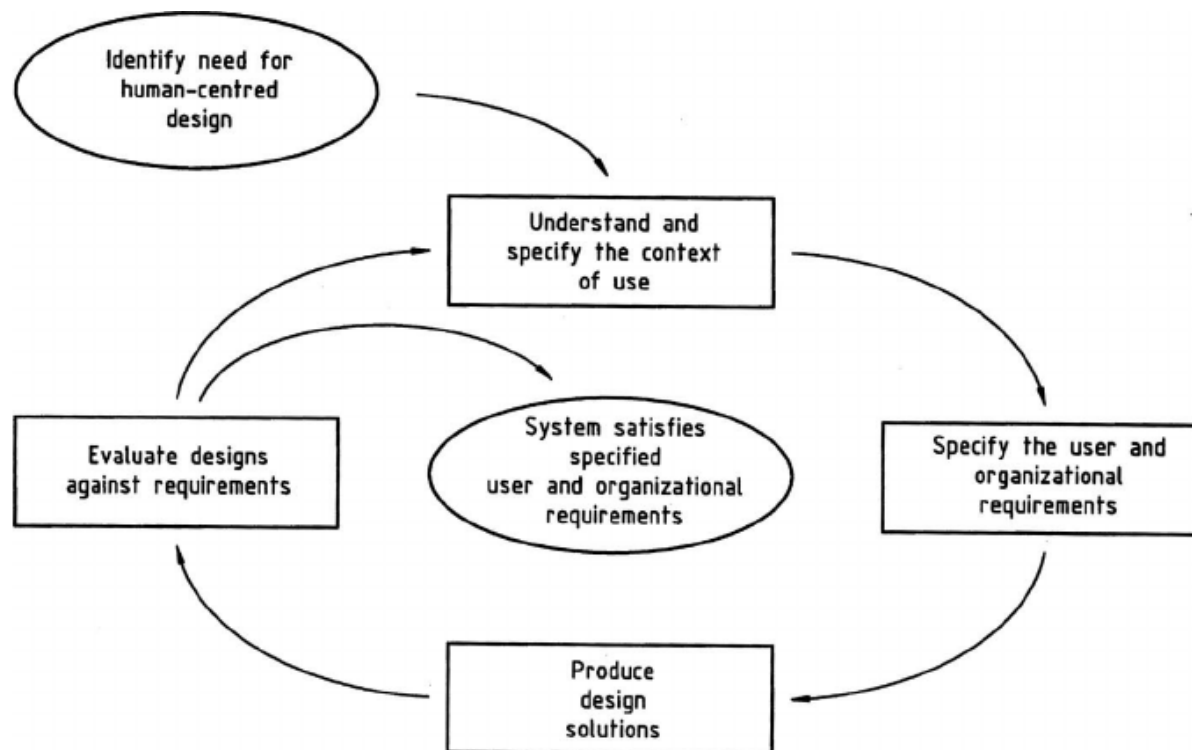 Identify need for
human-centred
design
Understand and
specify the context
of use
Evaluate designs
against requirements
System satisfies
specified
user and organizational
requirements
Specify the user and
organizational
requirements
Produce
design
solutions